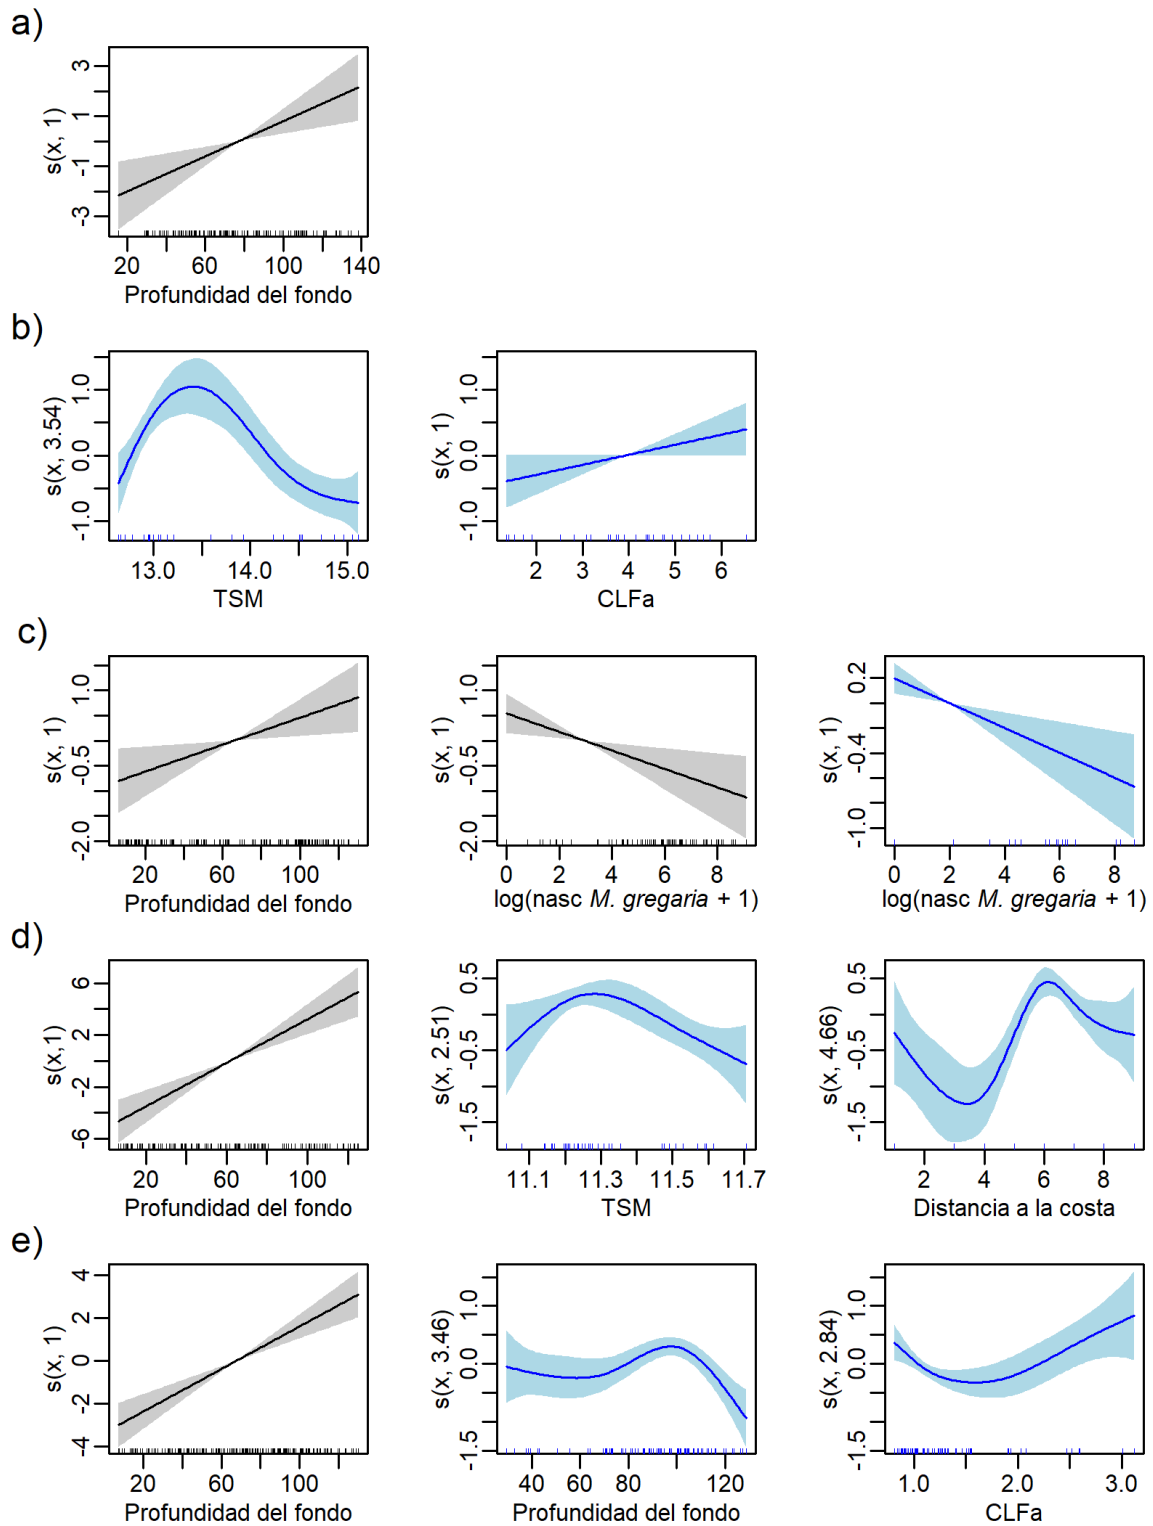 a)
s(x, 1)
3
1
-1
-3
20 60 100 140
Profundidad del fondo
b)
s(x, 3.54)
1.0
0.0
-1.0
13.0 14.0 15.0
TSM
s(x, 1)
1.0
0.0
-1.0
2 3 4 5 6
CLFa
c)
s(x, 1)
1.0
-0.5
-2.0
20 60 100
Profundidad del fondo
s(x, 1)
1.0
-0.5
-2.0
0 2 4 6 8
log(nasc M. gregaria + 1)
s(x, 1)
0.2
-0.4
-1.0
0 2 4 6 8
log(nasc M. gregaria + 1)
d)
s(x,1)
6
2
-2
-6
20 60 100
Profundidad del fondo
s(x, 2.51)
0.5
-0.5
-1.5
11.1 11.3 11.5 11.7
TSM
s(x, 4.66)
0.5
-0.5
-1.5
2 4 6 8
Distancia a la costa
e)
s(x, 1)
4
2
0
-2
-4
20 60 100
Profundidad del fondo
s(x, 3.46)
1.0
0.0
-1.5
40 60 80 120
Profundidad del fondo
s(x, 2.84)
1.0
0.0
-1.5
1.0 2.0 3.0
CLFa